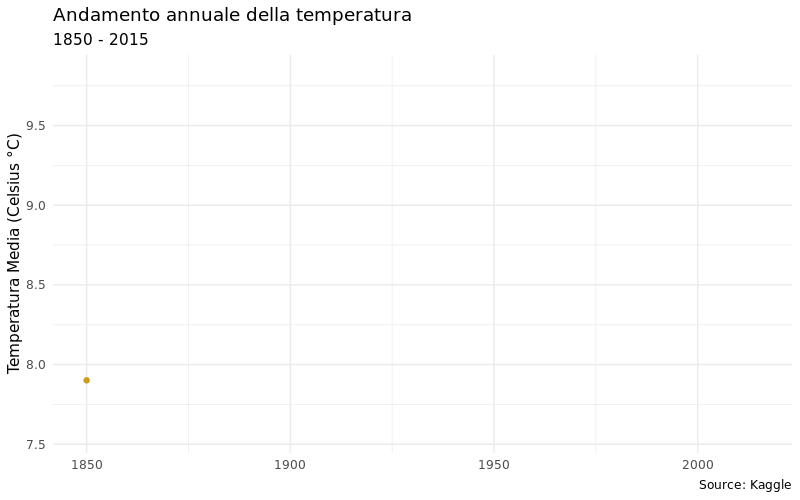 Andamento annuale della temperatura
1850 - 2015
Temperatura Media (Celsius °C)
9.5
9.0
8.5
8.0
7.5
1850 1900 1950 2000
Source: Kaggle